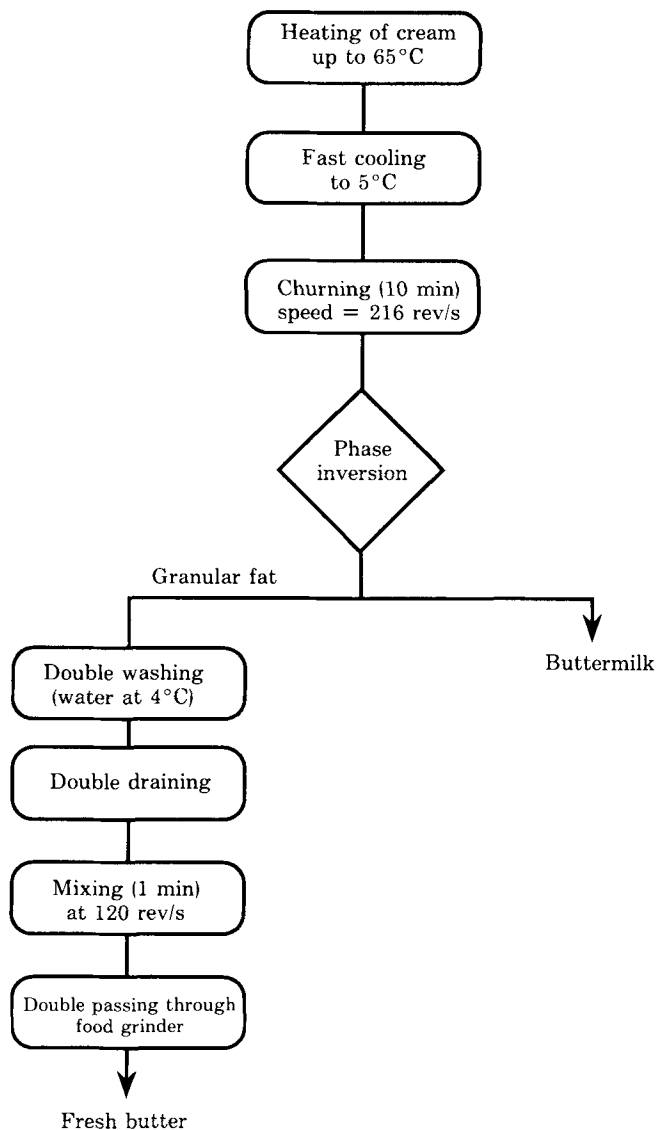 Heating of cream
up to 65°C
Fast cooling
to 5°C
Churning (10 min)
speed = 216 rev/s
Phase
inversion
Granular fat
Buttermilk
Double washing
(water at 4°C)
Double draining
Mixing (1 min)
at 120 rev/s
Double passing through
food grinder
Fresh butter